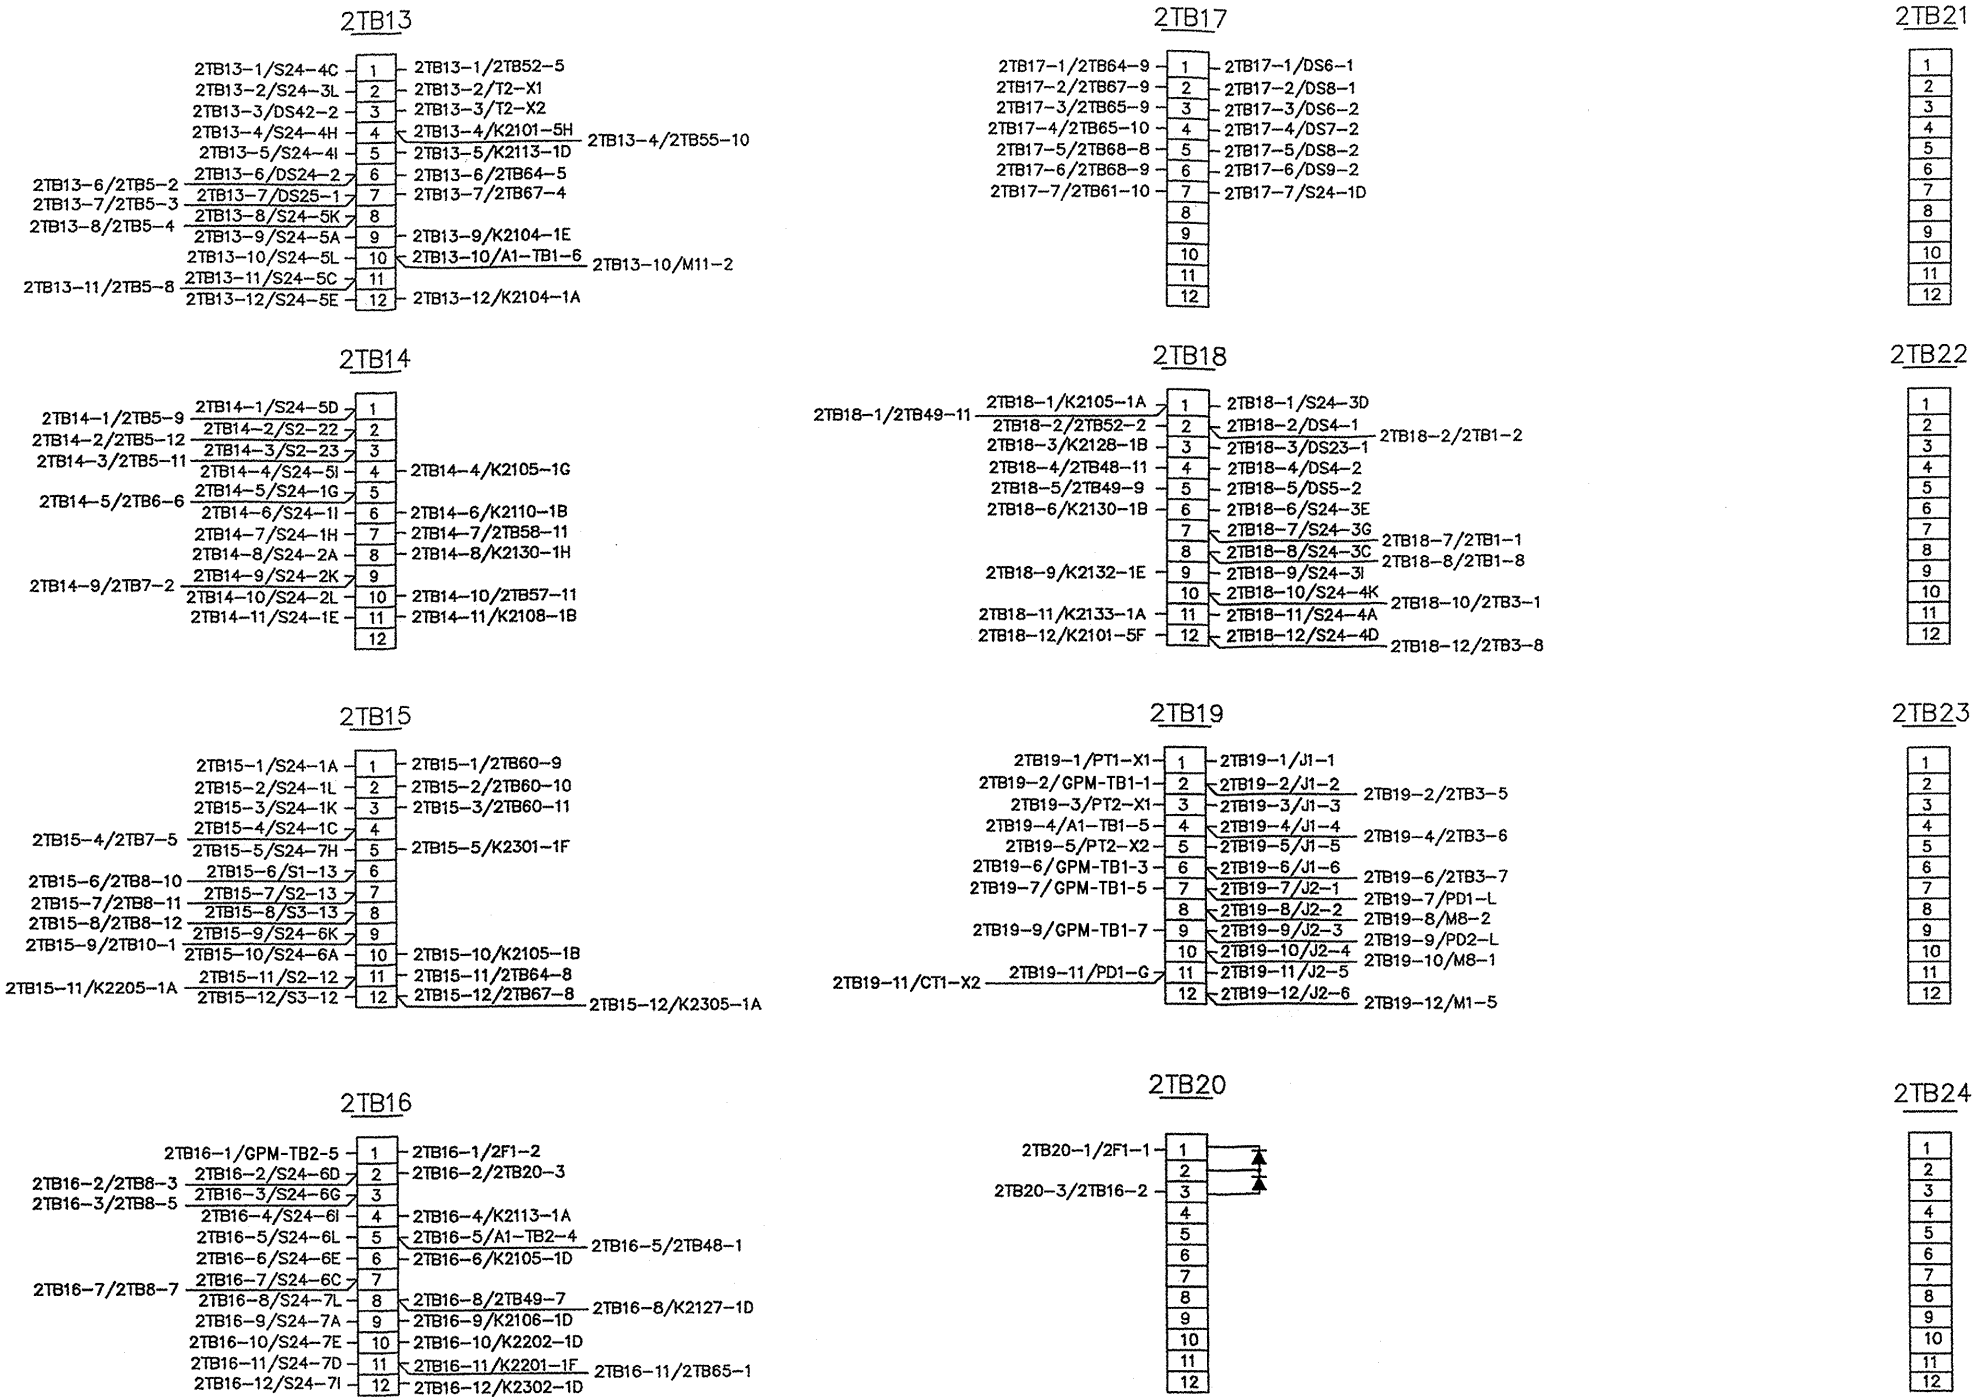 2TB13
2TB13-1/S24-4C 1 2TB13-1/2TB52-5
2TB13-2/S24-3L 2 2TB13-2/T2-X1
2TB13-3/DS42-2 3 2TB13-3/T2-X2
2TB13-4/S24-4H 4 2TB13-4/K2101-5H 2TB13-4/2TB55-10
2TB13-5/S24-4I 5 2TB13-5/K2113-1D
2TB13-6/2TB5-2 2TB13-6/DS24-2 6 2TB13-6/2TB64-5
2TB13-7/2TB5-3 2TB13-7/DS25-1 7 2TB13-7/2TB67-4
2TB13-8/2TB5-4 2TB13-8/S24-5K 8
2TB13-9/S24-5A 9 2TB13-9/K2104-1E
2TB13-10/S24-5L 10 2TB13-10/A1-TB1-6 2TB13-10/M11-2
2TB13-11/2TB5-8 2TB13-11/S24-5C 11
2TB13-12/S24-5E 12 2TB13-12/K2104-1A
2TB14
2TB14-1/2TB5-9 2TB14-1/S24-5D 1
2TB14-2/2TB5-12 2TB14-2/S2-22 2
2TB14-3/2TB5-11 2TB14-3/S2-23 3
2TB14-4/S24-5I 4 2TB14-4/K2105-1G
2TB14-5/2TB6-6 2TB14-5/S24-1G 5
2TB14-6/S24-1I 6 2TB14-6/K2110-1B
2TB14-7/S24-1H 7 2TB14-7/2TB58-11
2TB14-8/S24-2A 8 2TB14-8/K2130-1H
2TB14-9/2TB7-2 2TB14-9/S24-2K 9
2TB14-10/S24-2L 10 2TB14-10/2TB57-11
2TB14-11/S24-1E 11 2TB14-11/K2108-1B
12
2TB15
2TB15-1/S24-1A 1 2TB15-1/2TB60-9
2TB15-2/S24-1L 2 2TB15-2/2TB60-10
2TB15-3/S24-1K 3 2TB15-3/2TB60-11
2TB15-4/2TB7-5 2TB15-4/S24-1C 4
2TB15-5/S24-7H 5 2TB15-5/K2301-1F
2TB15-6/2TB8-10 2TB15-6/S1-13 6
2TB15-7/2TB8-11 2TB15-7/S2-13 7
2TB15-8/2TB8-12 2TB15-8/S3-13 8
2TB15-9/2TB10-1 2TB15-9/S24-6K 9
2TB15-10/S24-6A 10 2TB15-10/K2105-1B
2TB15-11/K2205-1A 2TB15-11/S2-12 11 2TB15-11/2TB64-8
2TB15-12/S3-12 12 2TB15-12/2TB67-8 2TB15-12/K2305-1A
2TB16
2TB16-1/GPM-TB2-5 1 2TB16-1/2F1-2
2TB16-2/2TB8-3 2TB16-2/S24-6D 2 2TB16-2/2TB20-3
2TB16-3/2TB8-5 2TB16-3/S24-6G 3
2TB16-4/S24-6I 4 2TB16-4/K2113-1A
2TB16-5/S24-6L 5 2TB16-5/A1-TB2-4 2TB16-5/2TB48-1
2TB16-6/S24-6E 6 2TB16-6/K2105-1D
2TB16-7/2TB8-7 2TB16-7/S24-6C 7
2TB16-8/S24-7L 8 2TB16-8/2TB49-7 2TB16-8/K2127-1D
2TB16-9/S24-7A 9 2TB16-9/K2106-1D
2TB16-10/S24-7E 10 2TB16-10/K2202-1D
2TB16-11/S24-7D 11 2TB16-11/K2201-1F 2TB16-11/2TB65-1
2TB16-12/S24-7I 12 2TB16-12/K2302-1D
2TB17
2TB17-1/2TB64-9 1 2TB17-1/DS6-1
2TB17-2/2TB67-9 2 2TB17-2/DS8-1
2TB17-3/2TB65-9 3 2TB17-3/DS6-2
2TB17-4/2TB65-10 4 2TB17-4/DS7-2
2TB17-5/2TB68-8 5 2TB17-5/DS8-2
2TB17-6/2TB68-9 6 2TB17-6/DS9-2
2TB17-7/2TB61-10 7 2TB17-7/S24-1D
8
9
10
11
12
2TB18
2TB18-1/2TB49-11 2TB18-1/K2105-1A 1 2TB18-1/S24-3D
2TB18-2/2TB52-2 2 2TB18-2/DS4-1 2TB18-2/2TB1-2
2TB18-3/K2128-1B 3 2TB18-3/DS23-1
2TB18-4/2TB48-11 4 2TB18-4/DS4-2
2TB18-5/2TB49-9 5 2TB18-5/DS5-2
2TB18-6/K2130-1B 6 2TB18-6/S24-3E
7 2TB18-7/S24-3G 2TB18-7/2TB1-1
8 2TB18-8/S24-3C 2TB18-8/2TB1-8
2TB18-9/K2132-1E 9 2TB18-9/S24-3I
10 2TB18-10/S24-4K 2TB18-10/2TB3-1
2TB18-11/K2133-1A 11 2TB18-11/S24-4A
2TB18-12/K2101-5F 12 2TB18-12/S24-4D 2TB18-12/2TB3-8
2TB19
2TB19-1/PT1-X1 1 2TB19-1/J1-1
2TB19-2/GPM-TB1-1 2 2TB19-2/J1-2 2TB19-2/2TB3-5
2TB19-3/PT2-X1 3 2TB19-3/J1-3
2TB19-4/A1-TB1-5 4 2TB19-4/J1-4 2TB19-4/2TB3-6
2TB19-5/PT2-X2 5 2TB19-5/J1-5
2TB19-6/GPM-TB1-3 6 2TB19-6/J1-6 2TB19-6/2TB3-7
2TB19-7/GPM-TB1-5 7 2TB19-7/J2-1 2TB19-7/PD1-L
8 2TB19-8/J2-2 2TB19-8/M8-2
2TB19-9/GPM-TB1-7 9 2TB19-9/J2-3 2TB19-9/PD2-L
10 2TB19-10/J2-4 2TB19-10/M8-1
2TB19-11/CT1-X2 2TB19-11/PD1-G 11 2TB19-11/J2-5
12 2TB19-12/J2-6 2TB19-12/M1-5
2TB20
2TB20-1/2F1-1 1
2
2TB20-3/2TB16-2 3
4
5
6
7
8
9
10
11
12
2TB21
1
2
3
4
5
6
7
8
9
10
11
12
2TB22
1
2
3
4
5
6
7
8
9
10
11
12
2TB23
1
2
3
4
5
6
7
8
9
10
11
12
2TB24
1
2
3
4
5
6
7
8
9
10
11
12